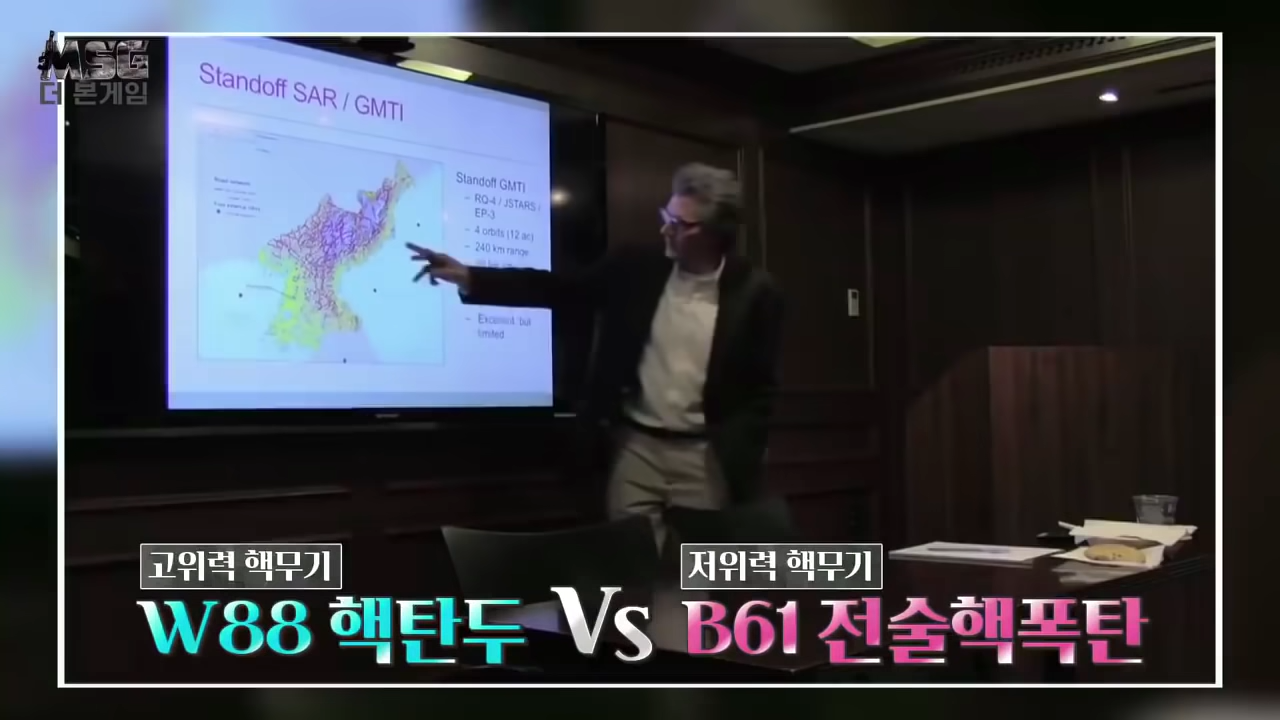 MSG
더 본게임
Standoff SAR / GMTI
Standoff GMTI
– RQ-4 / JSTARS /
EP-3
– 4 orbits (12 ac)
– 240 km range
– Excellent but
limited
고위력 핵무기
W88 핵탄두
Vs
저위력 핵무기
B61 전술핵폭탄